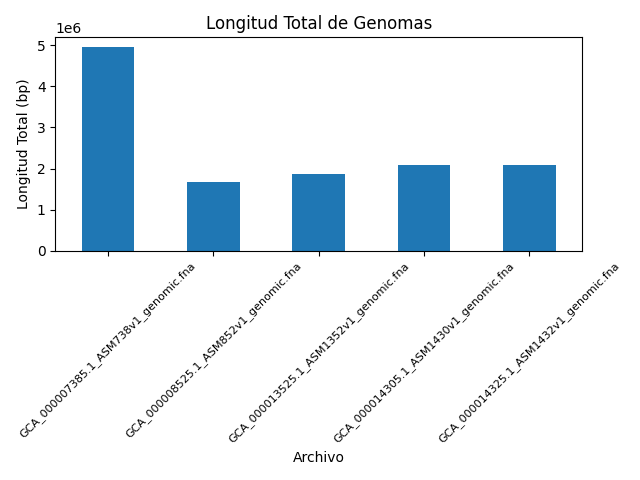 Longitud Total de Genomas
1e6
Longitud Total (bp)
5
4
3
2
1
0
GCA_000007385.1_ASM738v1_genomic.fna
GCA_000008525.1_ASM852v1_genomic.fna
GCA_000013525.1_ASM1352v1_genomic.fna
GCA_000014305.1_ASM1430v1_genomic.fna
GCA_000014325.1_ASM1432v1_genomic.fna
Archivo